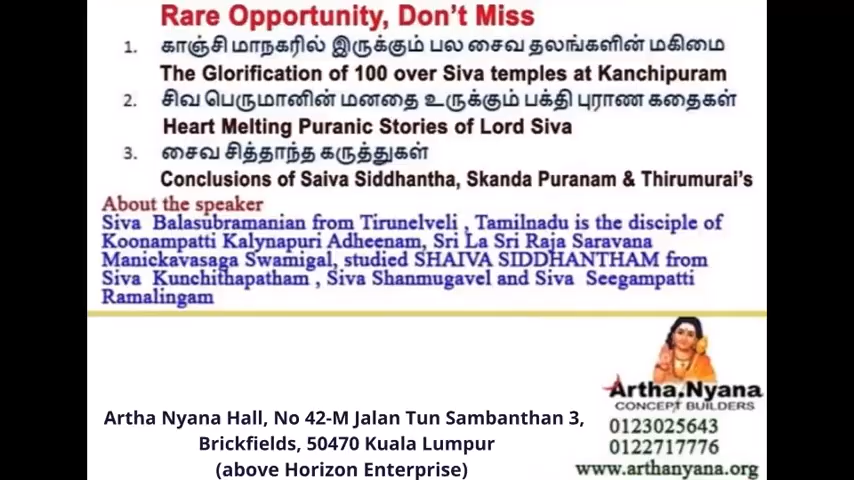 Rare Opportunity, Don't Miss
1. காஞ்சி மாநகரில் இருக்கும் பல சைவ தலங்களின் மகிமை
The Glorification of 100 over Siva temples at Kanchipuram
2. சிவ பெருமானின் மனதை உருக்கும் பக்தி புராண கதைகள்
Heart Melting Puranic Stories of Lord Siva
3. சைவ சித்தாந்த கருத்துகள்
Conclusions of Saiva Siddhantha, Skanda Puranam & Thirumurai's
About the speaker
Siva Balasubramanian from Tirunelveli , Tamilnadu is the disciple of
Koonampatti Kalynapuri Adheenam, Sri La Sri Raja Saravana
Manickavasaga Swamigal, studied SHAIVA SIDDHANTHAM from
Siva Kunchithapatham , Siva Shanmugavel and Siva Seegampatti
Ramalingam
Artha Nyana Hall, No 42-M Jalan Tun Sambanthan 3,
Brickfields, 50470 Kuala Lumpur
(above Horizon Enterprise)
Artha.Nyana
CONCEPT BUILDERS
0123025643
0122717776
www.arthanyana.org